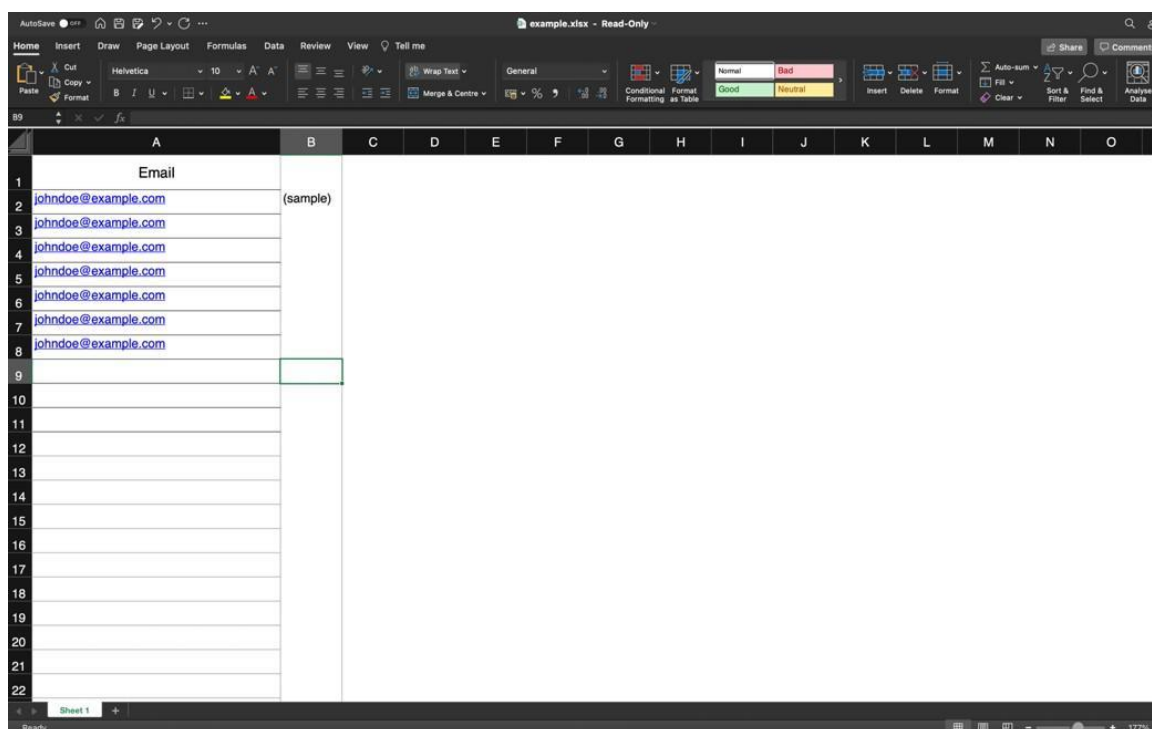 AutoSave OFF ... example.xlsx - Read-Only
Home Insert Draw Page Layout Formulas Data Review View Tell me Share Comment
Paste Cut Copy Format
Helvetica 10 A A
B I U A
Wrap Text
Merge & Centre
General
%
Conditional Formatting
Format as Table
Normal Bad
Good Neutral
Insert Delete Format
Auto-sum
Fill
Clear
Sort & Filter
Find & Select
Analyse Data
B9 fx
A B C D E F G H I J K L M N O
1 Email
2 johndoe@example.com (sample)
3 johndoe@example.com
4 johndoe@example.com
5 johndoe@example.com
6 johndoe@example.com
7 johndoe@example.com
8 johndoe@example.com
9
10
11
12
13
14
15
16
17
18
19
20
21
22
Sheet 1 +
Ready 177%